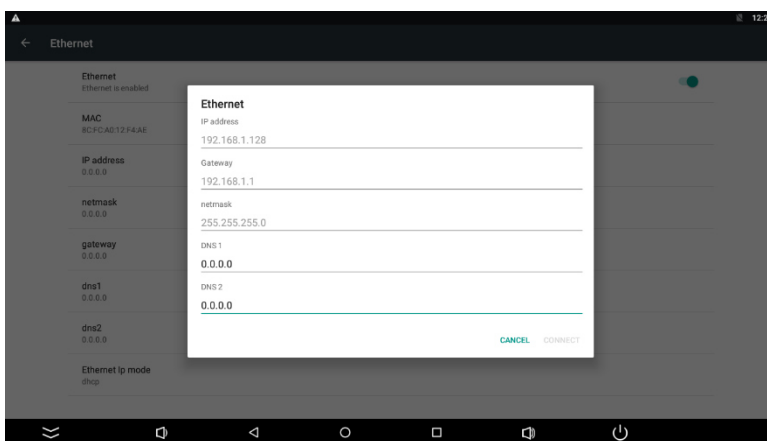 12:2
Ethernet
Ethernet
Ethernet is enabled
MAC
8C:FC:A0:12:F4:AE
IP address
0.0.0.0
netmask
0.0.0.0
gateway
0.0.0.0
dns1
0.0.0.0
dns2
0.0.0.0
Ethernet Ip mode
dhcp
Ethernet
IP address
192.168.1.128
Gateway
192.168.1.1
netmask
255.255.255.0
DNS 1
0.0.0.0
DNS 2
0.0.0.0
CANCEL CONNECT